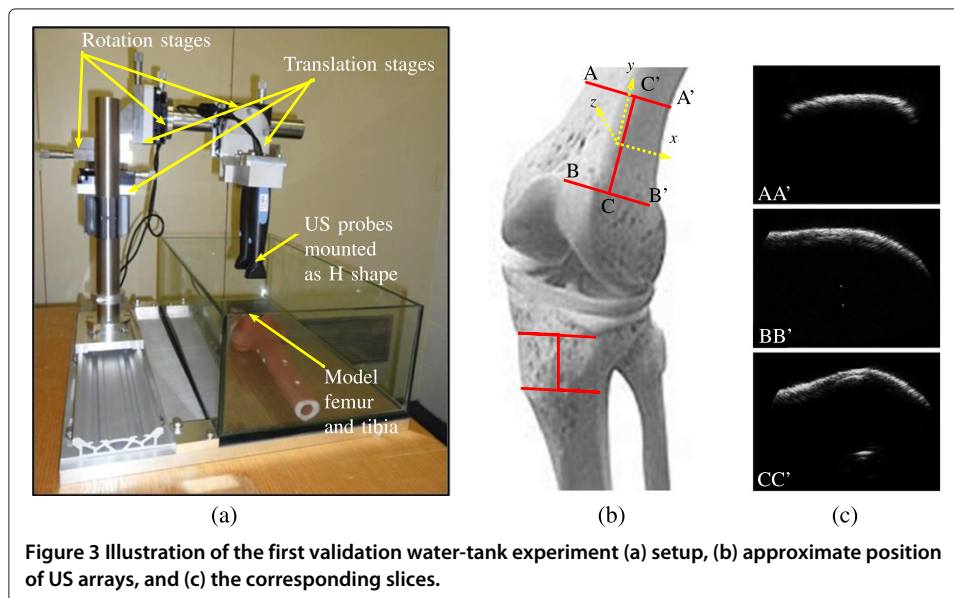 Rotation stages
Translation stages
US probes
mounted
as H shape
Model
femur
and tibia
(a)
A
C'
y
A'
z
x
B
B'
C
(b)
AA'
BB'
CC'
(c)
Figure 3 Illustration of the first validation water-tank experiment (a) setup, (b) approximate position
of US arrays, and (c) the corresponding slices.